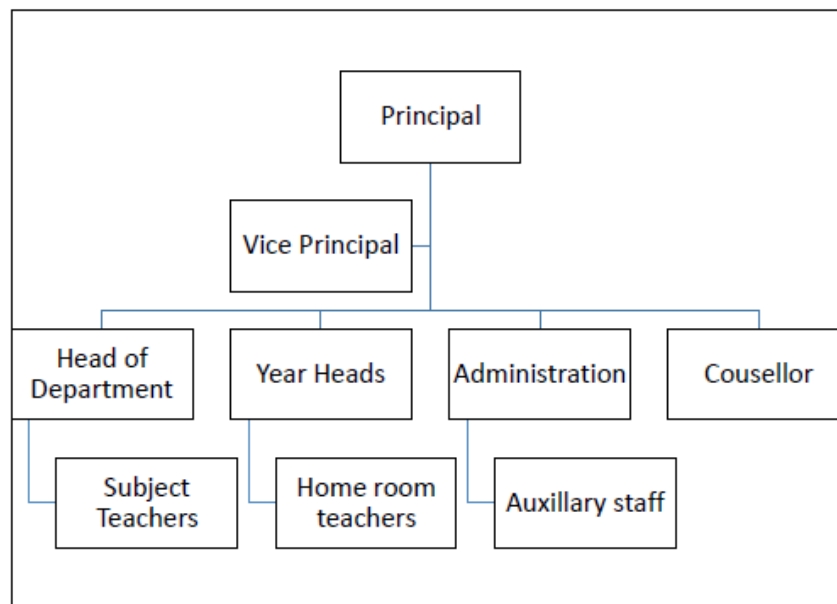 Principal
Vice Principal
Head of
Department
Year Heads
Administration
Cousellor
Subject
Teachers
Home room
teachers
Auxillary staff